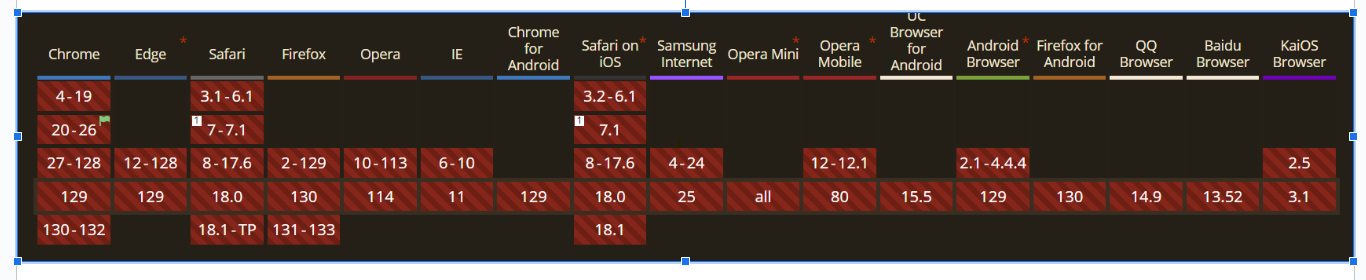 Chrome Edge * Safari Firefox Opera IE Chrome for Android Safari on iOS * Samsung Internet Opera Mini * Opera Mobile * UC Browser for Android Android Browser * Firefox for Android QQ Browser Baidu Browser KaiOS Browser
4-19 3.1-6.1 3.2-6.1
20-26 1 7-7.1 1 7.1
27-128 12-128 8-17.6 2-129 10-113 6-10 8-17.6 4-24 12-12.1 2.1-4.4.4 2.5
129 129 18.0 130 114 11 129 18.0 25 all 80 15.5 129 130 14.9 13.52 3.1
130-132 18.1-TP 131-133 18.1